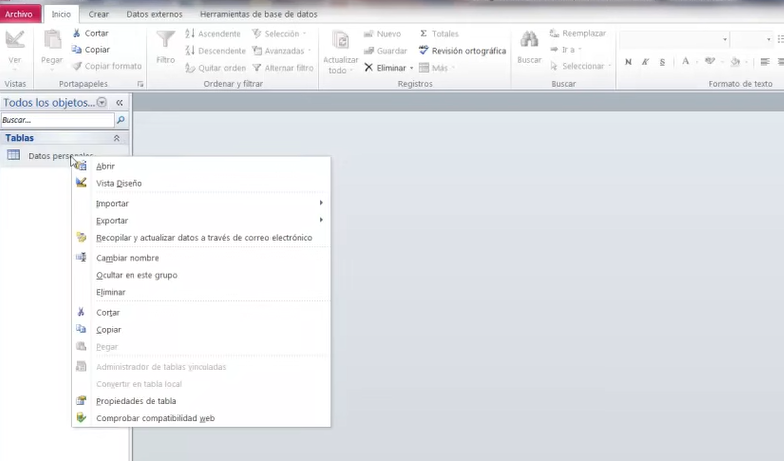 Archivo Inicio Crear Datos externos Herramientas de base de datos
Cortar Ascendente Selección Nuevo Totales Reemplazar
Copiar Descendente Avanzadas Guardar Revisión ortográfica Ir a
Ver Pegar Copiar formato Filtro Quitar orden Alternar filtro Actualizar todo Eliminar Más Buscar Seleccionar N K S A
Vistas Portapapeles Ordenar y filtrar Registros Buscar Formato de texto
Todos los objetos...
Buscar...
Tablas
Datos personales
Abrir
Vista Diseño
Importar
Exportar
Recopilar y actualizar datos a través de correo electrónico
Cambiar nombre
Ocultar en este grupo
Eliminar
Cortar
Copiar
Pegar
Administrador de tablas vinculadas
Convertir en tabla local
Propiedades de tabla
Comprobar compatibilidad web